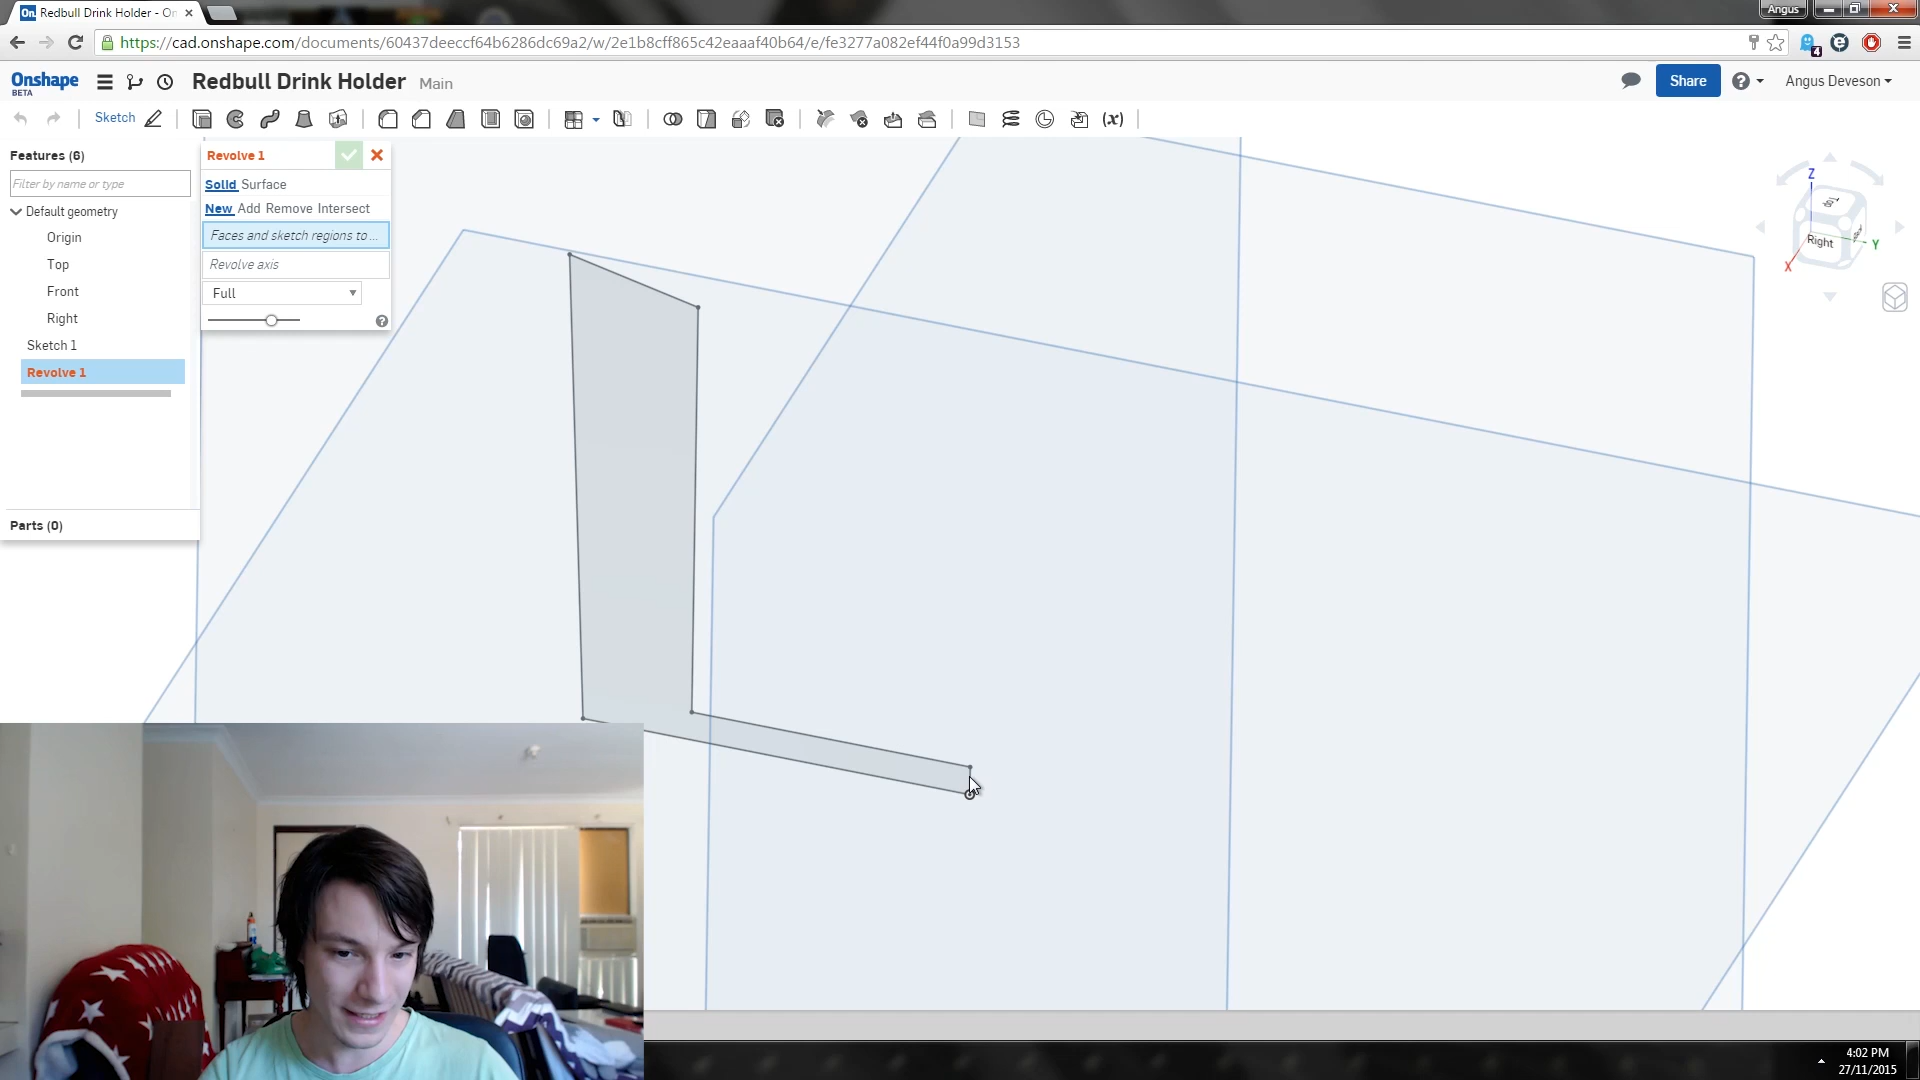 On. Redbull Drink Holder - On
Angus
https://cad.onshape.com/documents/60437deeccf64b6286dc69a2/w/2e1b8cff865c42eaaaf40b64/e/fe3277a082ef44f0a99d3153
4
Onshape
BETA
Redbull Drink Holder Main
Share
Angus Deveson
Sketch
(x)
Features (6)
Filter by name or type
Default geometry
Origin
Top
Front
Right
Sketch 1
Revolve 1
Parts (0)
Revolve 1
Solid Surface
New Add Remove Intersect
Faces and sketch regions to ...
Revolve axis
Full
Z
Right
Y
X
4:02 PM
27/11/2015